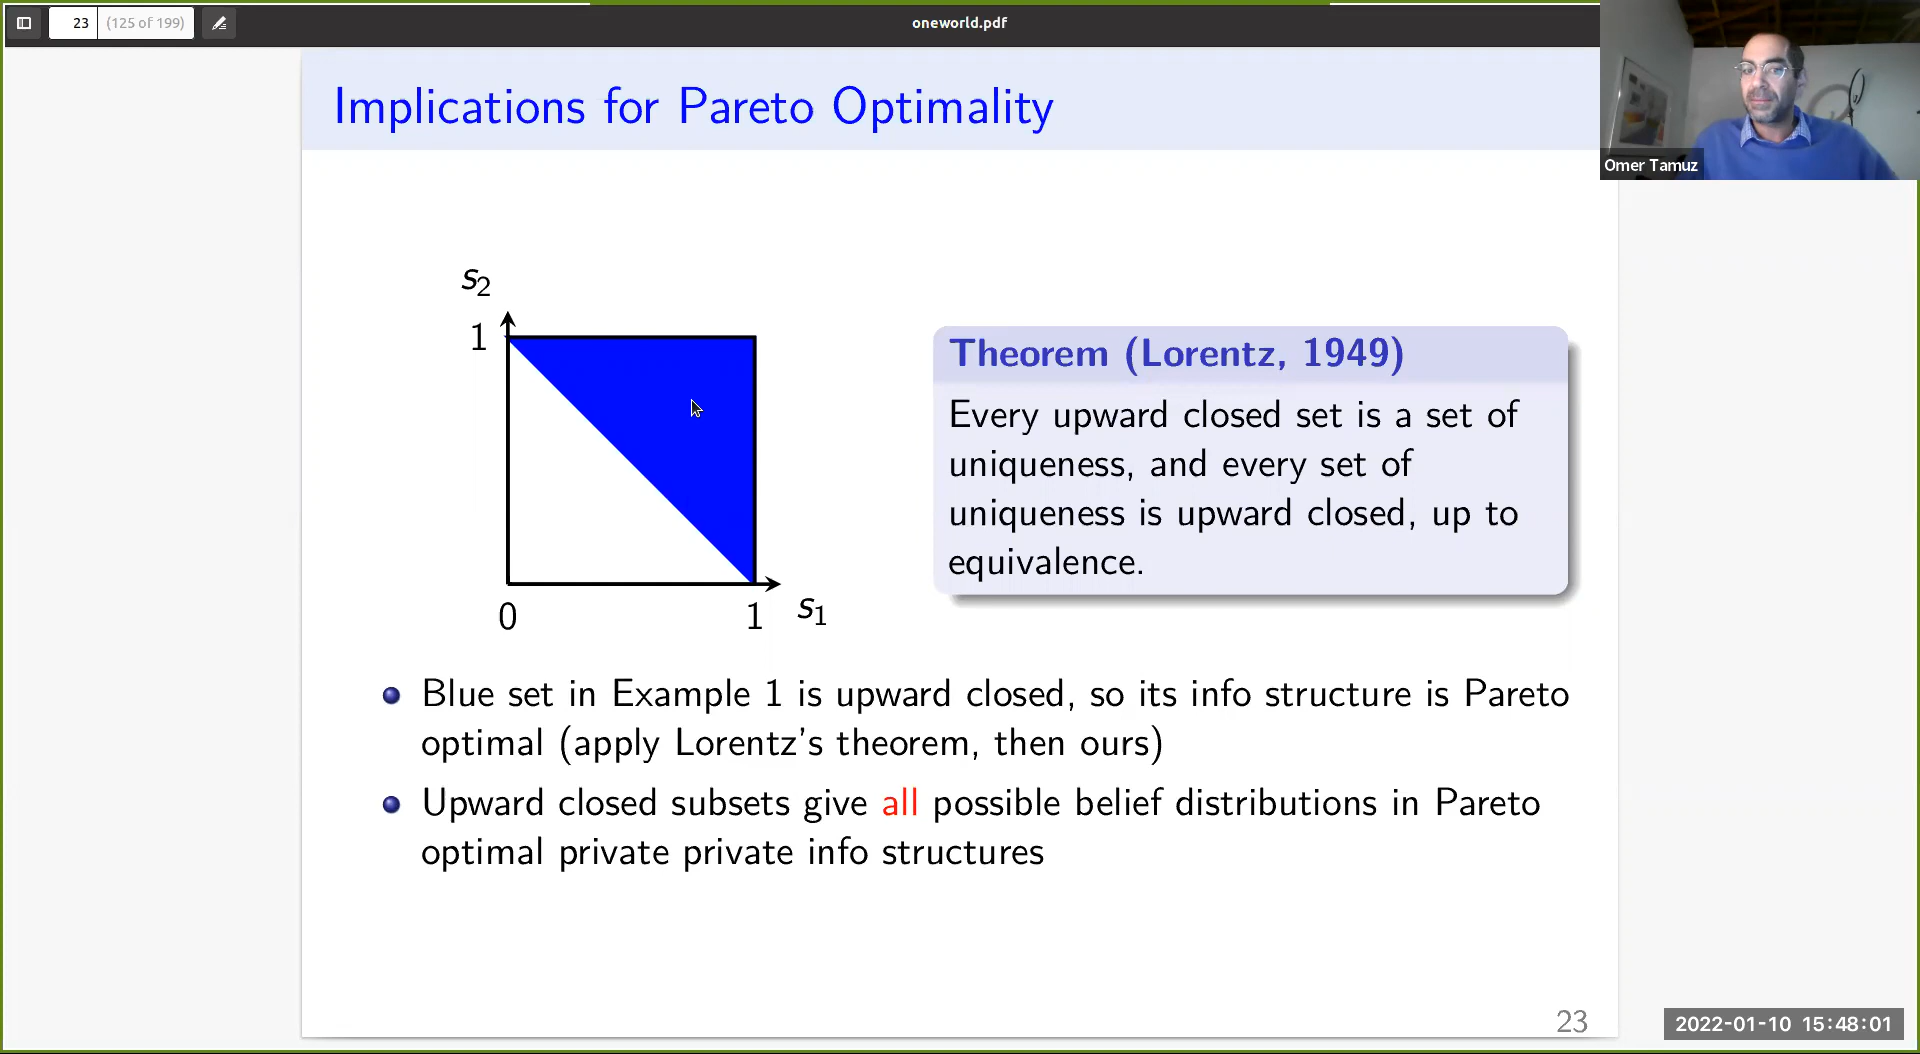 23 (125 of 199)
oneworld.pdf
Omer Tamuz
Implications for Pareto Optimality
s2
1
0
1
s1
Theorem (Lorentz, 1949)
Every upward closed set is a set of
uniqueness, and every set of
uniqueness is upward closed, up to
equivalence.
Blue set in Example 1 is upward closed, so its info structure is Pareto
optimal (apply Lorentz's theorem, then ours)
Upward closed subsets give all possible belief distributions in Pareto
optimal private private info structures
23
2022-01-10 15:48:01